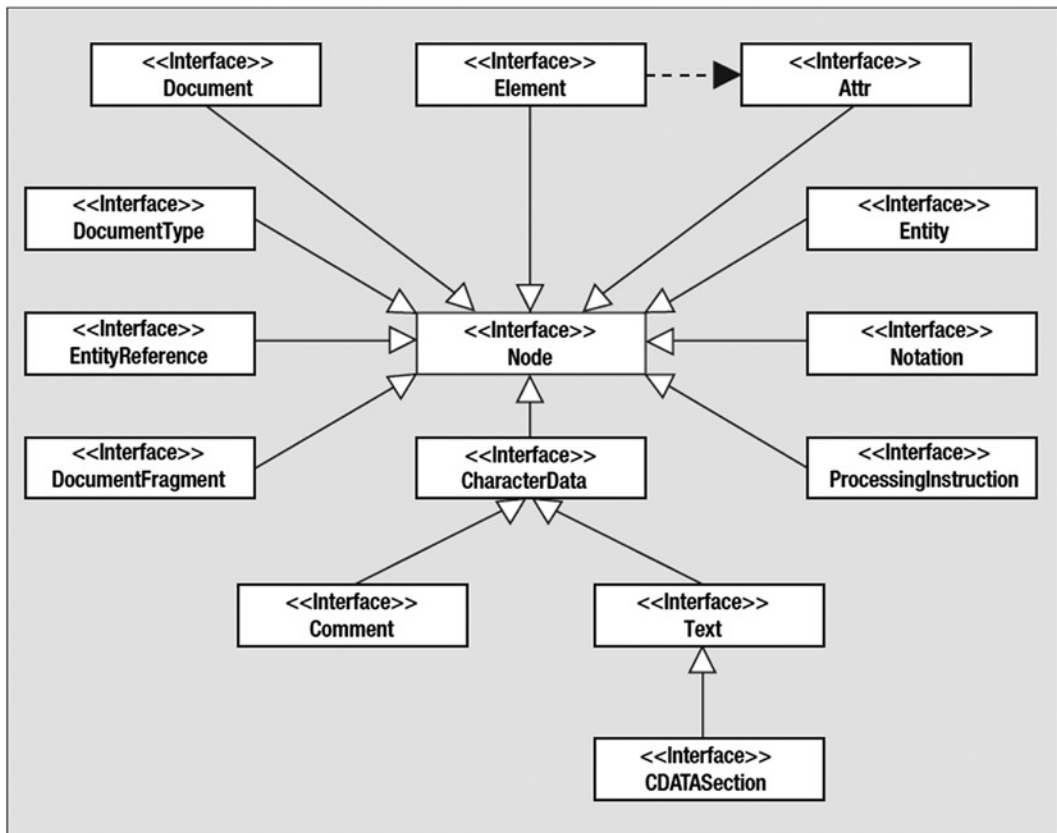 <<Interface>>
Document
<<Interface>>
Element
<<Interface>>
Attr
<<Interface>>
DocumentType
<<Interface>>
Entity
<<Interface>>
EntityReference
<<Interface>>
Node
<<Interface>>
Notation
<<Interface>>
DocumentFragment
<<Interface>>
CharacterData
<<Interface>>
ProcessingInstruction
<<Interface>>
Comment
<<Interface>>
Text
<<Interface>>
CDATASection